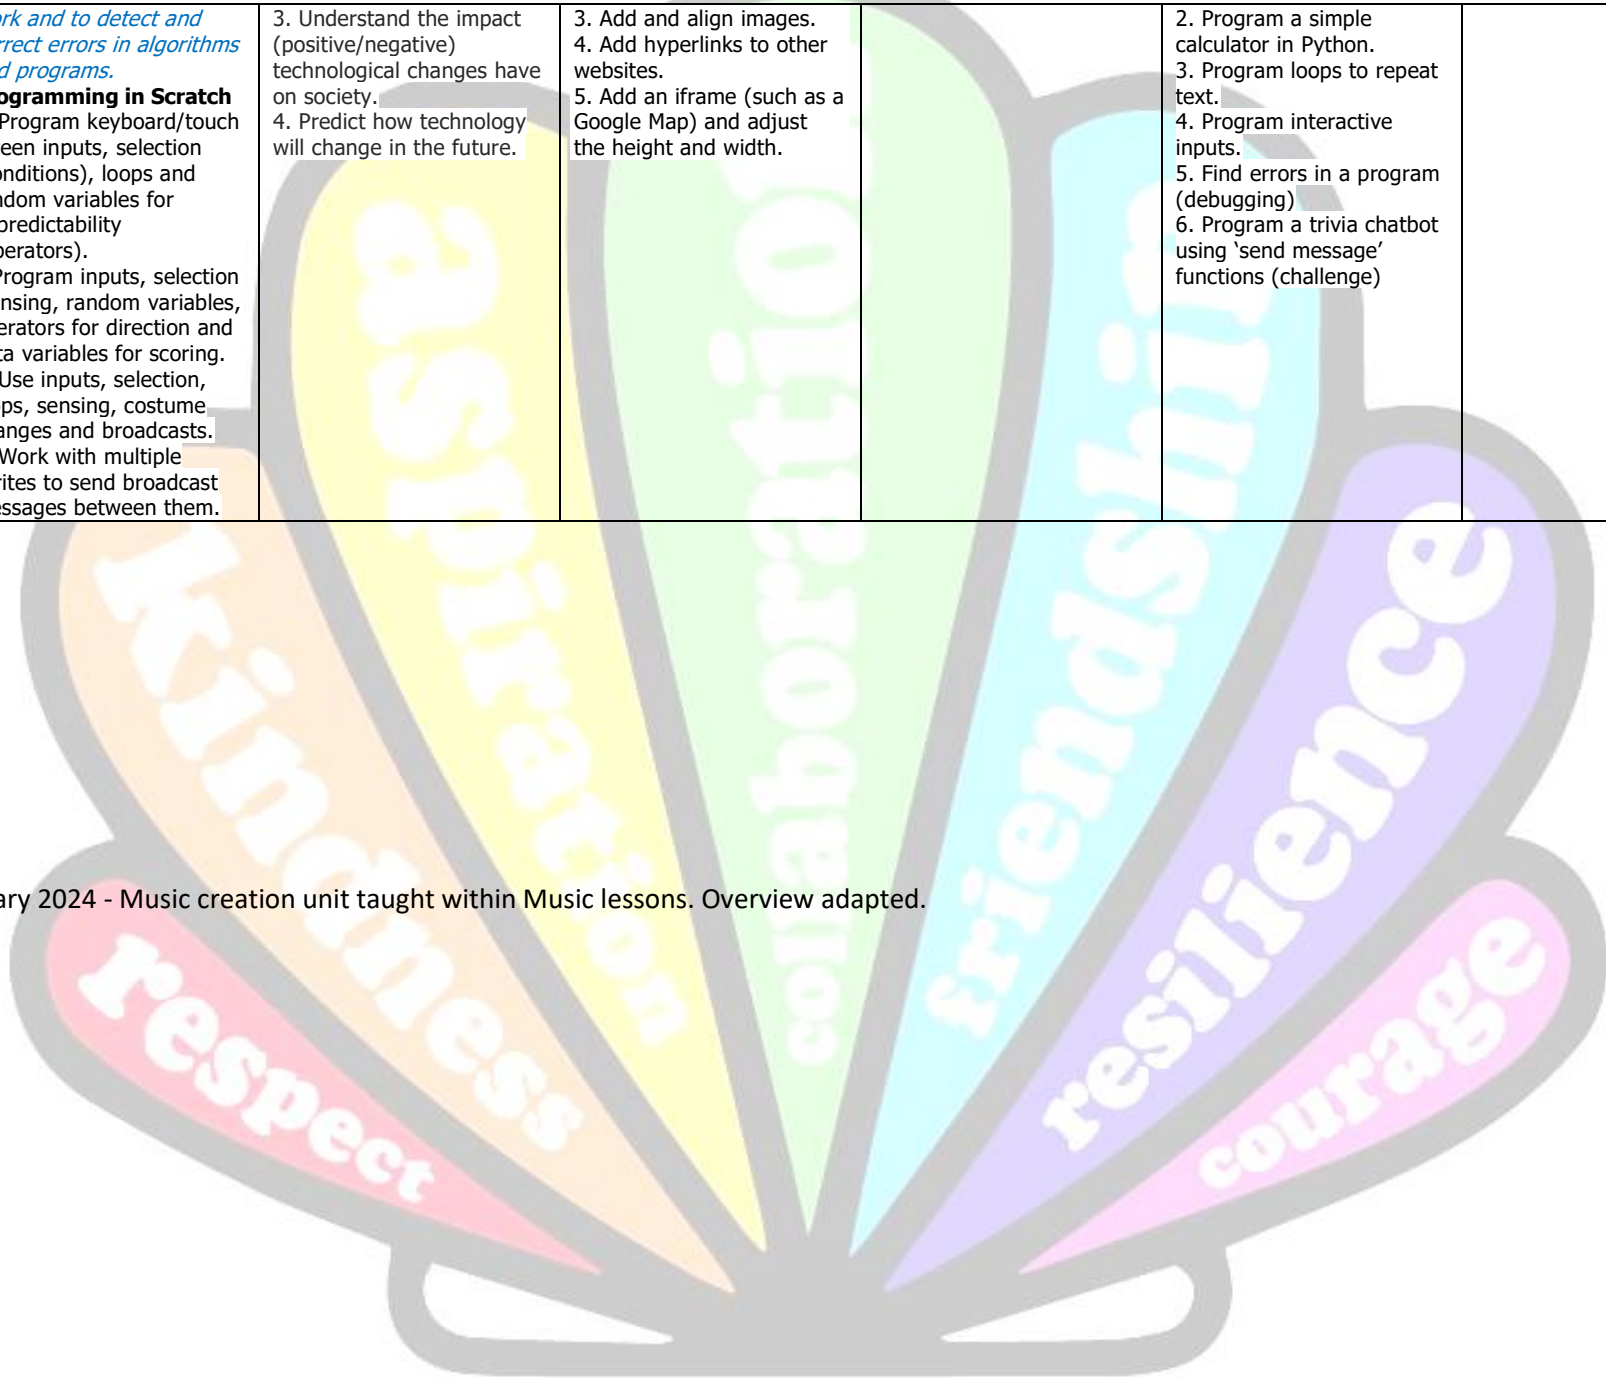 rk and to detect and
rrect errors in algorithms
d programs.
ogramming in Scratch
Program keyboard/touch
een inputs, selection
onditions), loops and
ndom variables for
predictability
perators).
Program inputs, selection
nsing, random variables,
erators for direction and
ta variables for scoring.
Use inputs, selection,
ps, sensing, costume
anges and broadcasts.
Work with multiple
rites to send broadcast
essages between them.
3. Understand the impact
(positive/negative)
technological changes have
on society.
4. Predict how technology
will change in the future.
3. Add and align images.
4. Add hyperlinks to other
websites.
5. Add an iframe (such as a
Google Map) and adjust
the height and width.
2. Program a simple
calculator in Python.
3. Program loops to repeat
text.
4. Program interactive
inputs.
5. Find errors in a program
(debugging)
6. Program a trivia chatbot
using ‘send message’
functions (challenge)
ary 2024 - Music creation unit taught within Music lessons. Overview adapted.
respect
kindness
aspiration
collaboration
friendship
resilience
courage